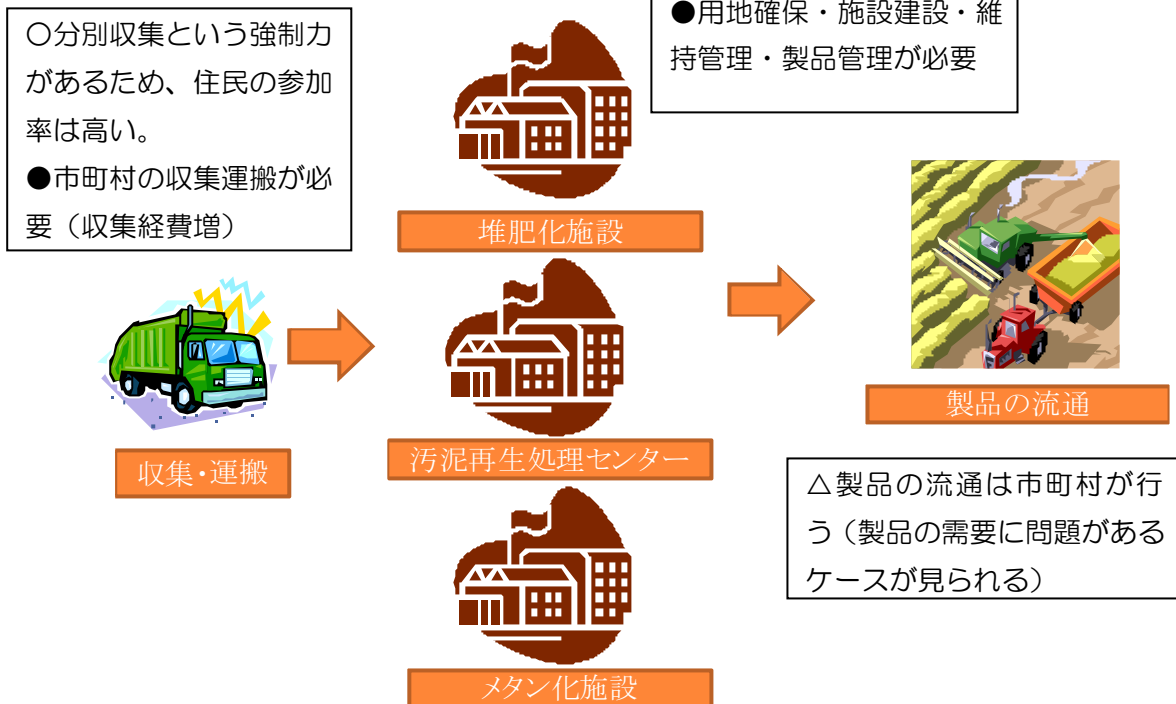 〇分別収集という強制力
があるため、住民の参加
率は高い。
●市町村の収集運搬が必
要（収集経費増）
●用地確保・施設建設・維
持管理・製品管理が必要
堆肥化施設
収集・運搬
汚泥再生処理センター
メタン化施設
製品の流通
△製品の流通は市町村が行
う（製品の需要に問題がある
ケースが見られる）